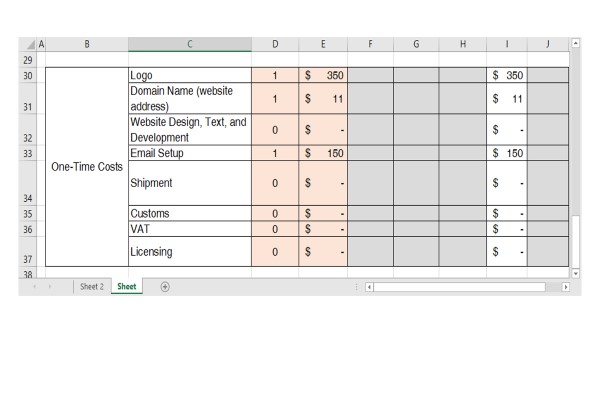 A B C D E F G H I J
29
30 Logo 1 $ 350 $ 350
31 Domain Name (website
address) 1 $ 11 $ 11
32 Website Design, Text, and
Development 0 $ - $ -
33 Email Setup 1 $ 150 $ 150
One-Time Costs
34 Shipment 0 $ - $ -
35 Customs 0 $ - $ -
36 VAT 0 $ - $ -
37 Licensing 0 $ - $ -
38
Sheet 2 Sheet